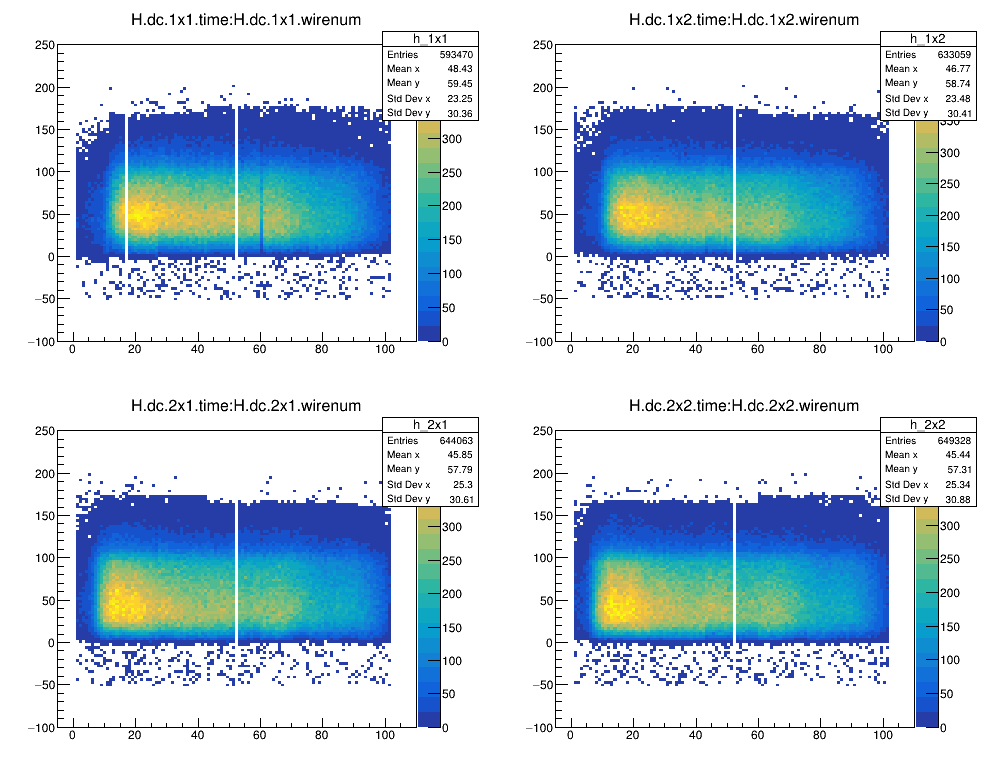 H.dc.1x1.time:H.dc.1x1.wirenum
h_1x1
Entries 593470
Mean x 48.43
Mean y 59.45
Std Dev x 23.25
Std Dev y 30.36
250
200
150
100
50
0
−50
−100
0 20 40 60 80 100
300
250
200
150
100
50
0
H.dc.1x2.time:H.dc.1x2.wirenum
h_1x2
Entries 633059
Mean x 46.77
Mean y 58.74
Std Dev x 23.48
Std Dev y 30.41
250
200
150
100
50
0
−50
−100
0 20 40 60 80 100
350
300
250
200
150
100
50
0
H.dc.2x1.time:H.dc.2x1.wirenum
h_2x1
Entries 644063
Mean x 45.85
Mean y 57.79
Std Dev x 25.3
Std Dev y 30.61
250
200
150
100
50
0
−50
−100
0 20 40 60 80 100
300
250
200
150
100
50
0
H.dc.2x2.time:H.dc.2x2.wirenum
h_2x2
Entries 649328
Mean x 45.44
Mean y 57.31
Std Dev x 25.34
Std Dev y 30.88
250
200
150
100
50
0
−50
−100
0 20 40 60 80 100
300
250
200
150
100
50
0